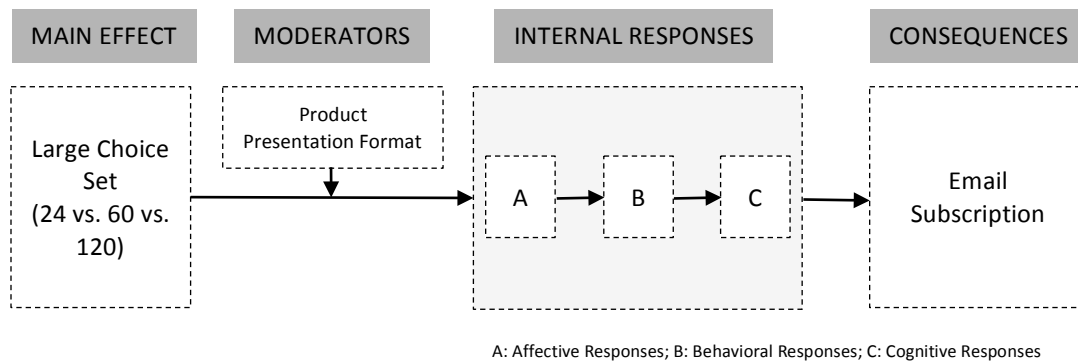 MAIN EFFECT
MODERATORS
INTERNAL RESPONSES
CONSEQUENCES
Large Choice
Set
(24 vs. 60 vs.
120)
Product
Presentation Format
A
B
C
Email
Subscription
A: Affective Responses; B: Behavioral Responses; C: Cognitive Responses